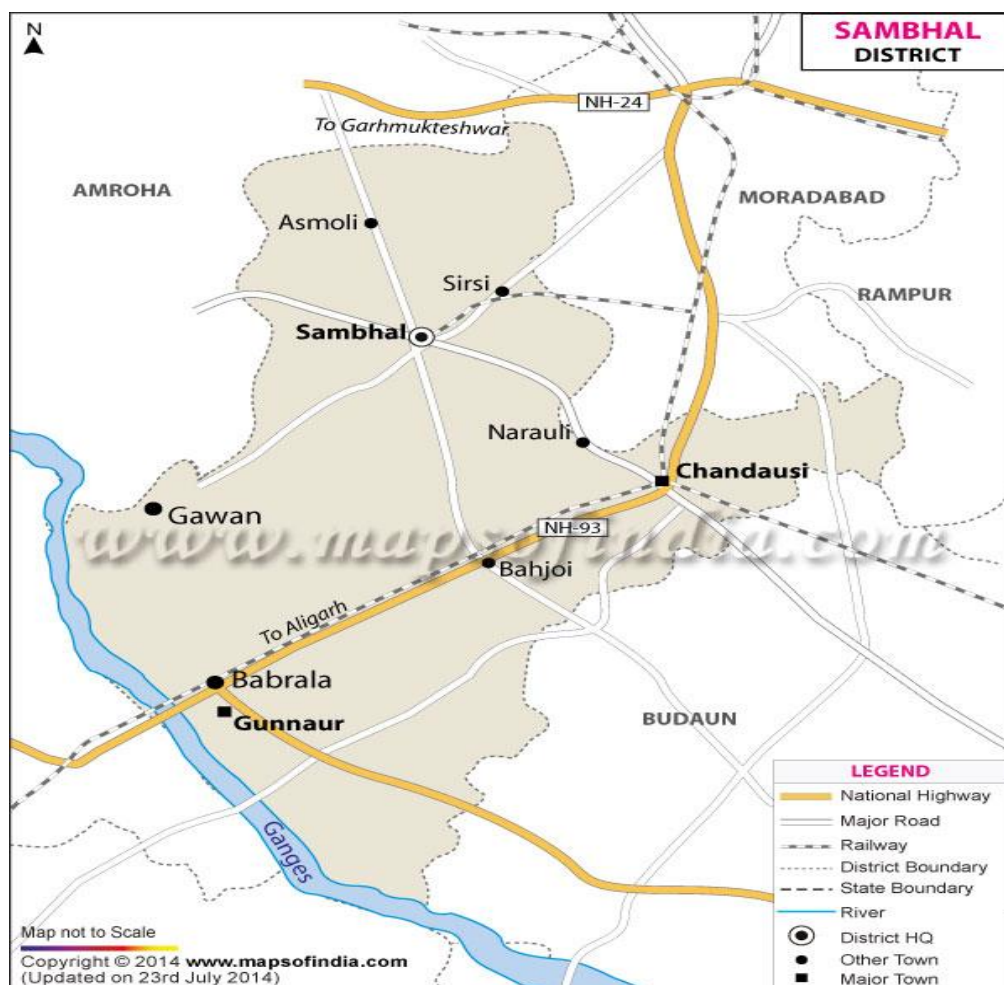 N
SAMBHAL
DISTRICT
NH-24
To Garhmukteshwar
AMROHA
MORADABAD
Asmoli
Sirsi
RAMPUR
Sambhal
Narauli
Chandausi
Gawan
NH-93
www.mapsofindia.com
Bahjoi
To Aligarh
Babrala
Gunnaur
BUDAUN
Ganges
LEGEND
National Highway
Major Road
Railway
District Boundary
State Boundary
River
District HQ
Other Town
Major Town
Map not to Scale
Copyright © 2014 www.mapsofindia.com
(Updated on 23rd July 2014)